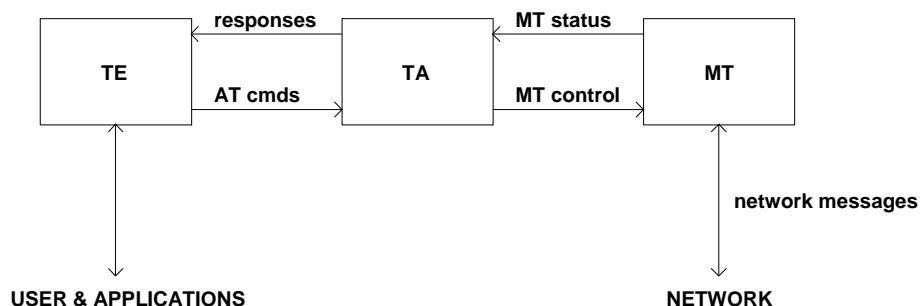 responses
MT status
TE
TA
MT
AT cmds
MT control
network messages
USER & APPLICATIONS
NETWORK